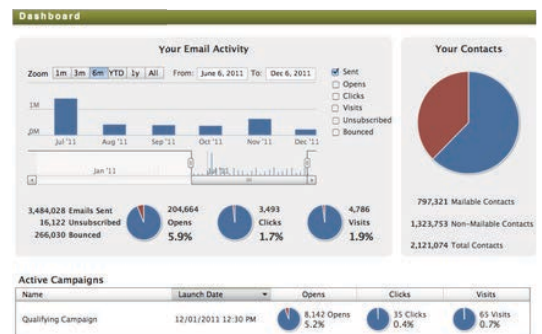 Dashboard
Your Email Activity
Zoom 1m 3m 6m YTD 1y All From: June 6, 2011 To: Dec 6, 2011
Sent
Opens
Clicks
Visits
Unsubscribed
Bounced
1M
0M
Jul '11 Aug '11 Sep '11 Oct '11 Nov '11 Dec '11
Jan '11 Jul '11
3,484,028 Emails Sent
16,122 Unsubscribed
266,030 Bounced
204,664
Opens
5.9%
3,493
Clicks
1.7%
4,786
Visits
1.9%
Your Contacts
797,321 Mailable Contacts
1,323,753 Non-Mailable Contacts
2,121,074 Total Contacts
Active Campaigns
Name Launch Date Opens Clicks Visits
Qualifying Campaign 12/01/2011 12:30 PM
8,142 Opens
5.2%
35 Clicks
0.4%
65 Visits
0.7%